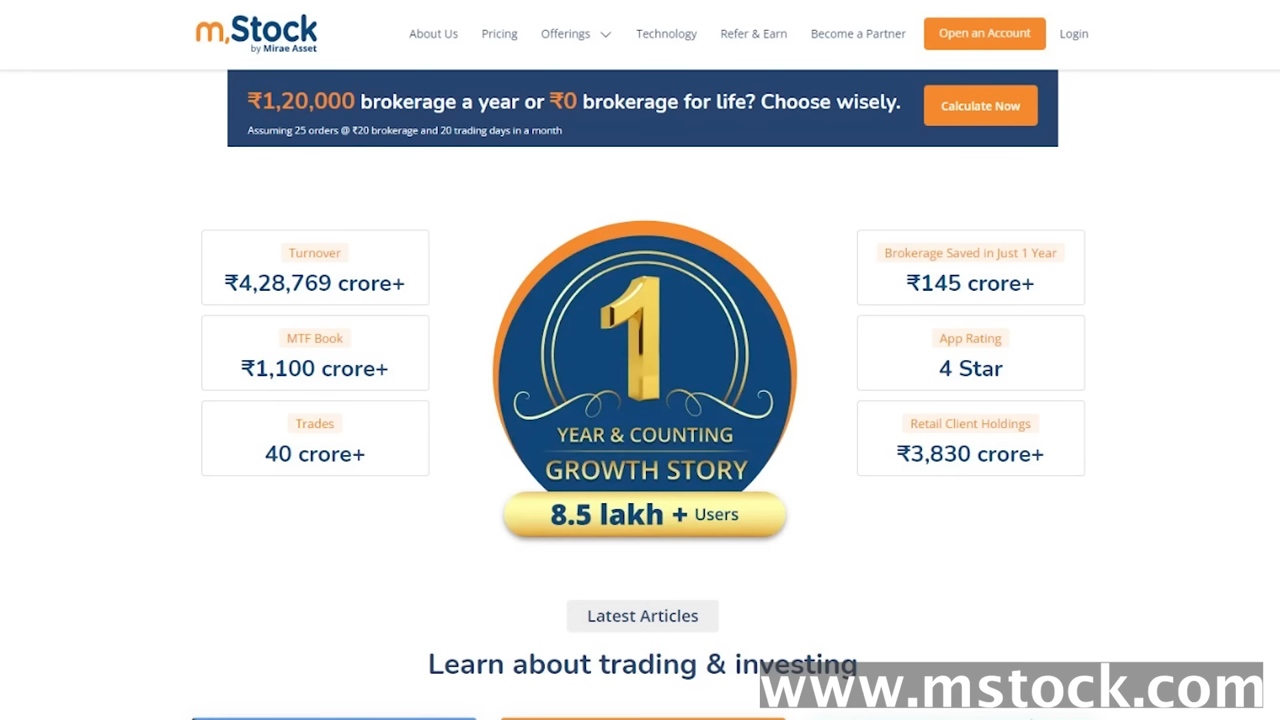 m.Stock
by Mirae Asset
About Us
Pricing
Offerings
Technology
Refer & Earn
Become a Partner
Open an Account
Login
₹1,20,000 brokerage a year or ₹0 brokerage for life? Choose wisely.
Assuming 25 orders @ ₹20 brokerage and 20 trading days in a month
Calculate Now
Turnover
₹4,28,769 crore+
MTF Book
₹1,100 crore+
Trades
40 crore+
1
YEAR & COUNTING
GROWTH STORY
8.5 lakh + Users
Brokerage Saved in Just 1 Year
₹145 crore+
App Rating
4 Star
Retail Client Holdings
₹3,830 crore+
Latest Articles
Learn about trading & investing
www.mstock.com